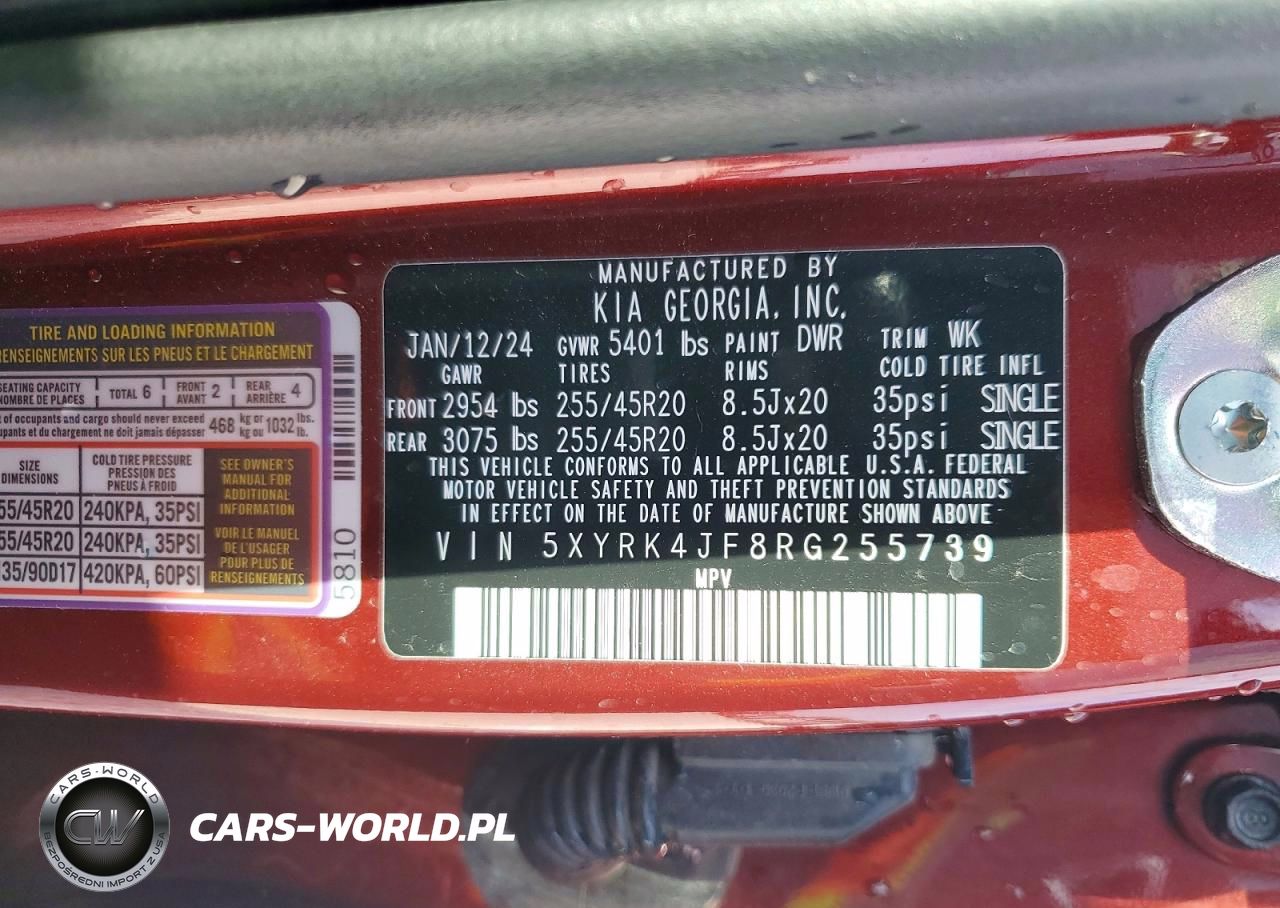 TIRE AND LOADING INFORMATION
RENSEIGNEMENTS SUR LES PNEUS ET LE CHARGEMENT
SEATING CAPACITY
NOMBRE DE PLACES
TOTAL 6
FRONT
AVANT 2
REAR
ARRIÈRE 4
of occupants and cargo should never exceed 468 kg or 1032 lbs.
et du chargement ne doit jamais dépasser kg ou lb.
SIZE
DIMENSIONS
COLD TIRE PRESSURE
PRESSION DES
PNEUS À FROID
55/45R20 240KPA, 35PSI
55/45R20 240KPA, 35PSI
135/90D17 420KPA, 60PSI
SEE OWNER'S
MANUAL FOR
ADDITIONAL
INFORMATION
VOIR LE MANUEL
DE L'USAGER
POUR PLUS DE
RENSEIGNEMENTS
5810
MANUFACTURED BY
KIA GEORGIA, INC.
JAN/12/24 GVWR 5401 lbs PAINT DWR TRIM WK
GAWR TIRES RIMS COLD TIRE INFL
FRONT 2954 lbs 255/45R20 8.5Jx20 35psi SINGLE
REAR 3075 lbs 255/45R20 8.5Jx20 35psi SINGLE
THIS VEHICLE CONFORMS TO ALL APPLICABLE U.S.A. FEDERAL
MOTOR VEHICLE SAFETY AND THEFT PREVENTION STANDARDS
IN EFFECT ON THE DATE OF MANUFACTURE SHOWN ABOVE
VIN 5XYRK4JF8RG255739
MPV
CARS-WORLD
CW
BEZPOŚREDNI IMPORT Z USA
CARS-WORLD.PL